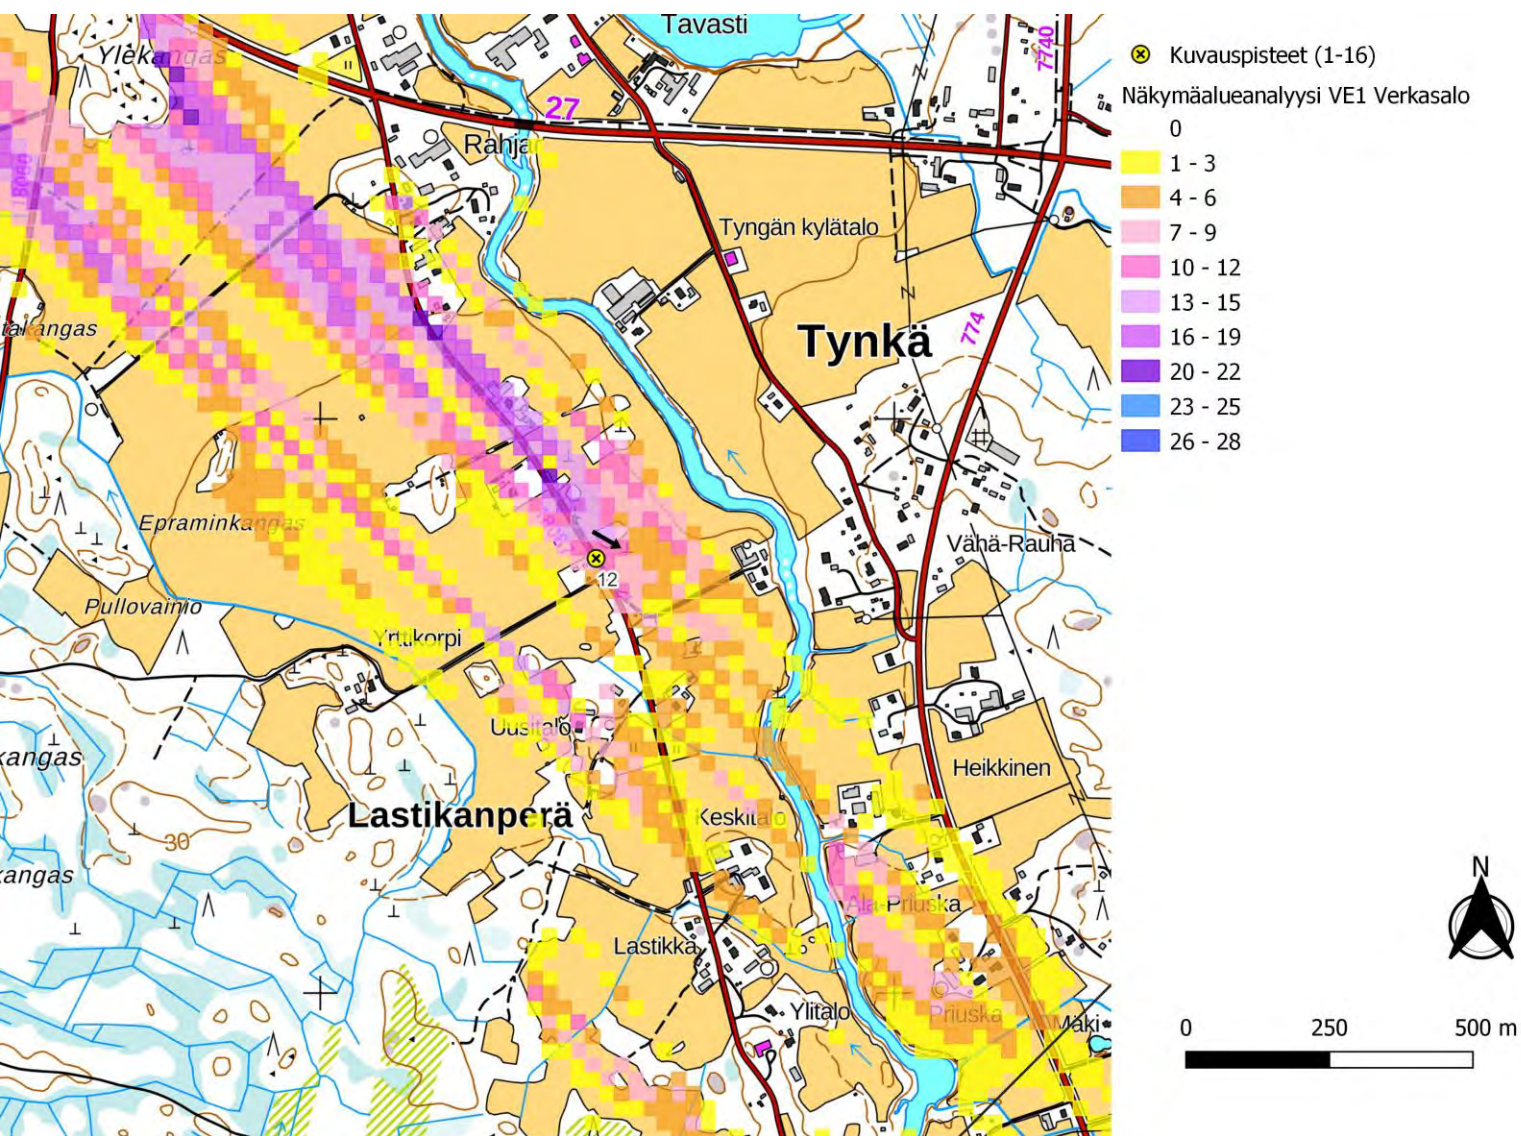 Tavasti
7740
Ylekangas
27
Rahja
18060
Tyngän kylätalo
takangas
Tynkä
774
Epraminkangas
Vähä-Rauha
1806
12
Pullovainio
Yrttikorpi
Uusitalo
kangas
Heikkinen
Lastikanperä
Keskitalo
30
kangas
Ala-Priuska
Lastikka
Ylitalo
Priuska
Mäki
Kuvauspisteet (1-16)
Näkymäalueanalyysi VE1 Verkasalo
0
1 - 3
4 - 6
7 - 9
10 - 12
13 - 15
16 - 19
20 - 22
23 - 25
26 - 28
N
0 250 500 m